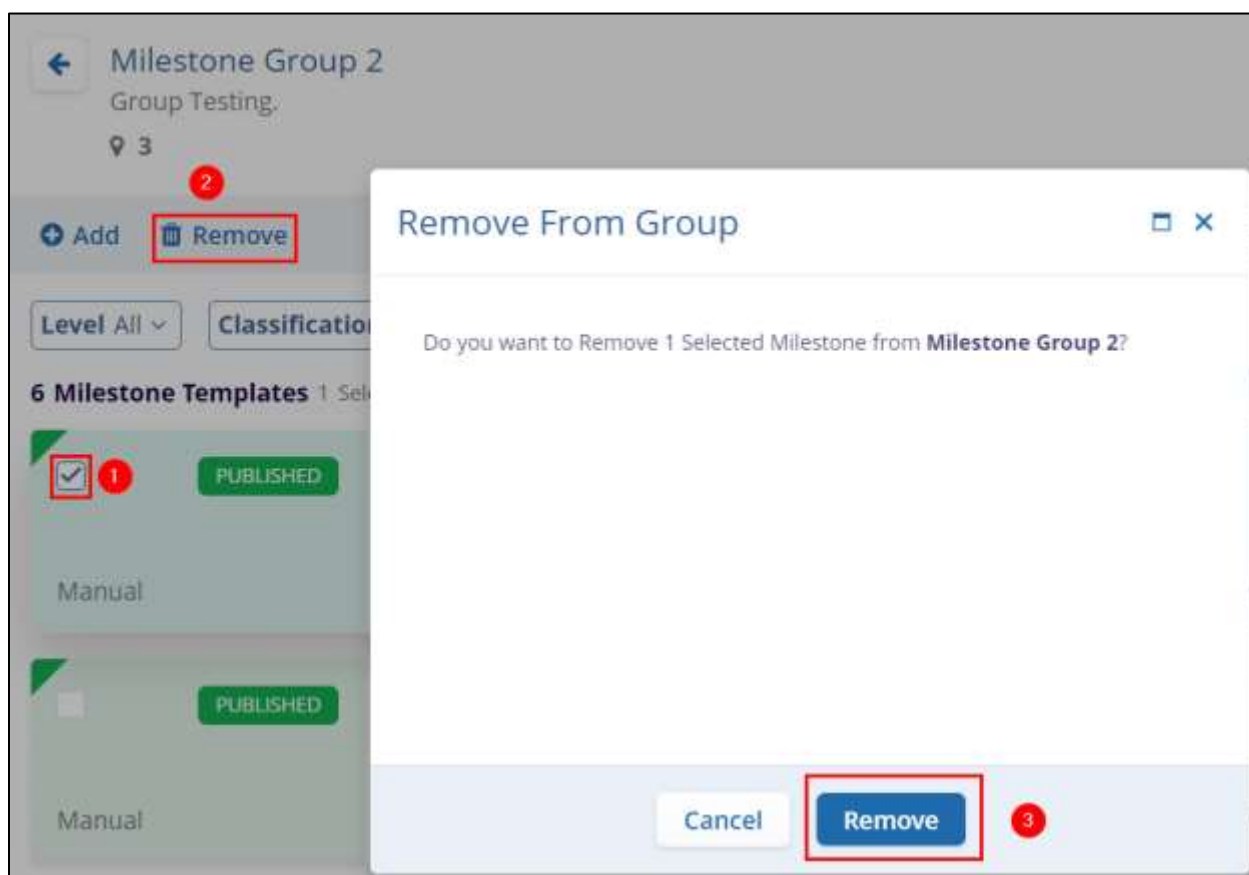 Milestone Group 2
Group Testing.
3
2
Add Remove
Level All
6 Milestone Templates 1
1 PUBLISHED
Manual
PUBLISHED
Manual
Remove From Group
Do you want to Remove 1 Selected Milestone from Milestone Group 2?
Cancel Remove 3